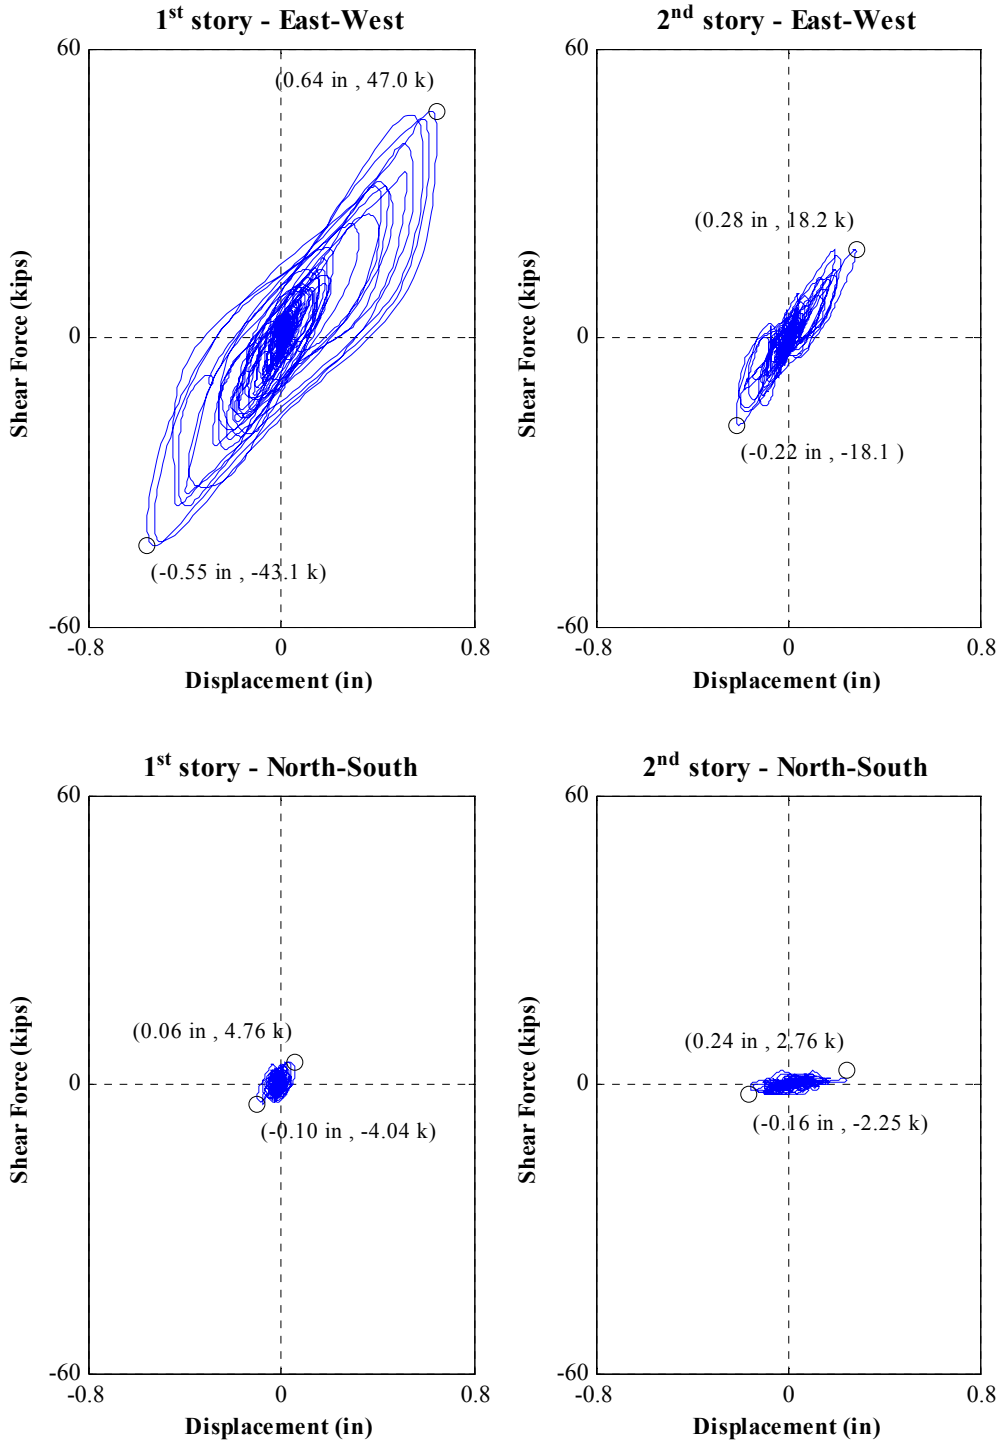 1st story - East-West
60
(0.64 in , 47.0 k)
Shear Force (kips)
0
(-0.55 in , -43.1 k)
-60
-0.8 0 0.8
Displacement (in)
2nd story - East-West
60
(0.28 in , 18.2 k)
Shear Force (kips)
0
(-0.22 in , -18.1 )
-60
-0.8 0 0.8
Displacement (in)
1st story - North-South
60
(0.06 in , 4.76 k)
Shear Force (kips)
0
(-0.10 in , -4.04 k)
-60
-0.8 0 0.8
Displacement (in)
2nd story - North-South
60
(0.24 in , 2.76 k)
Shear Force (kips)
0
(-0.16 in , -2.25 k)
-60
-0.8 0 0.8
Displacement (in)